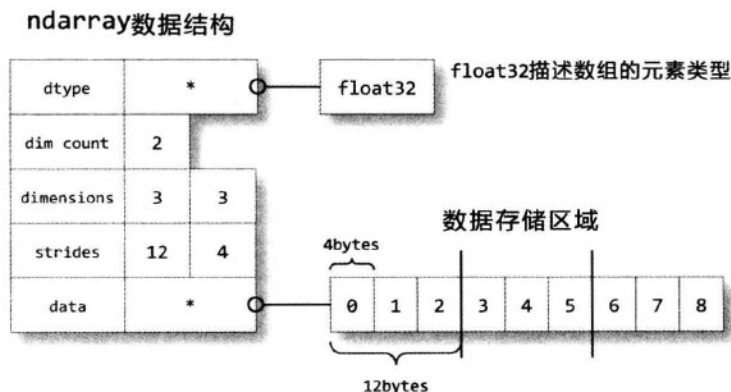 ndarray数据结构
dtype * float32 float32描述数组的元素类型
dim count 2
dimensions 3 3
数据存储区域
strides 12 4 4bytes
data * 0 1 2 3 4 5 6 7 8
12bytes